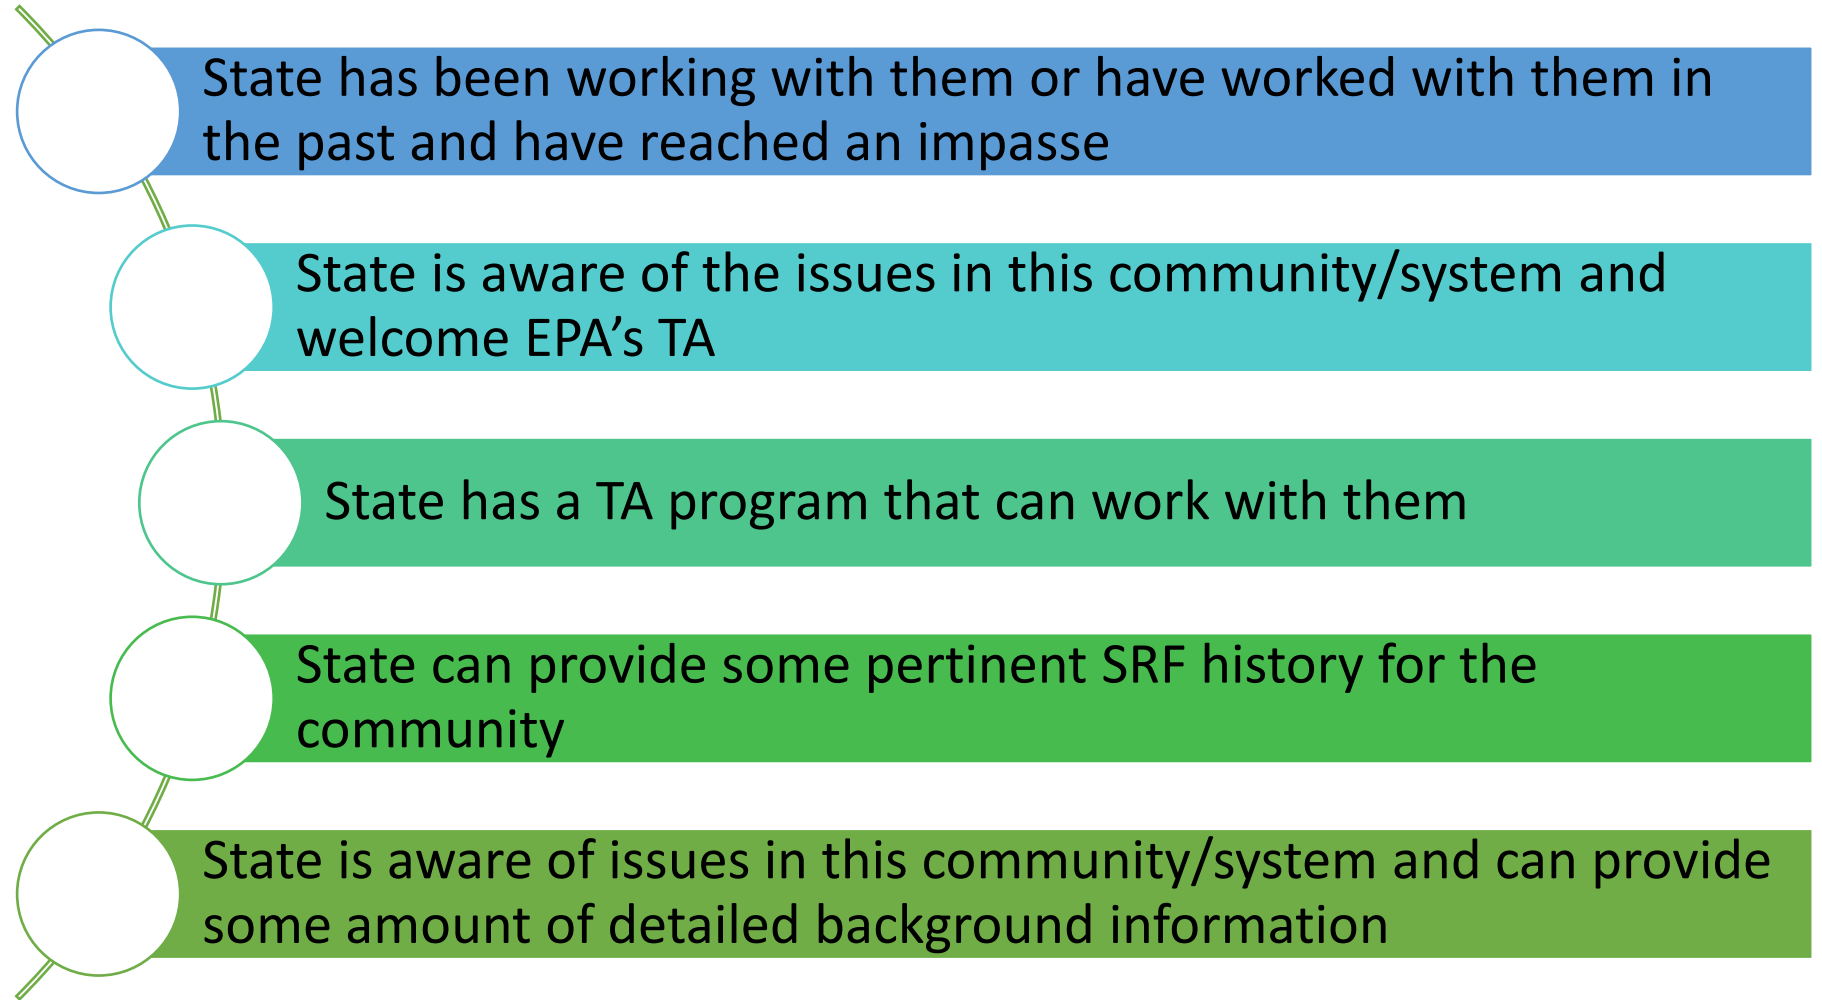 State has been working with them or have worked with them in
the past and have reached an impasse
State is aware of the issues in this community/system and
welcome EPA’s TA
State has a TA program that can work with them
State can provide some pertinent SRF history for the
community
State is aware of issues in this community/system and can provide
some amount of detailed background information